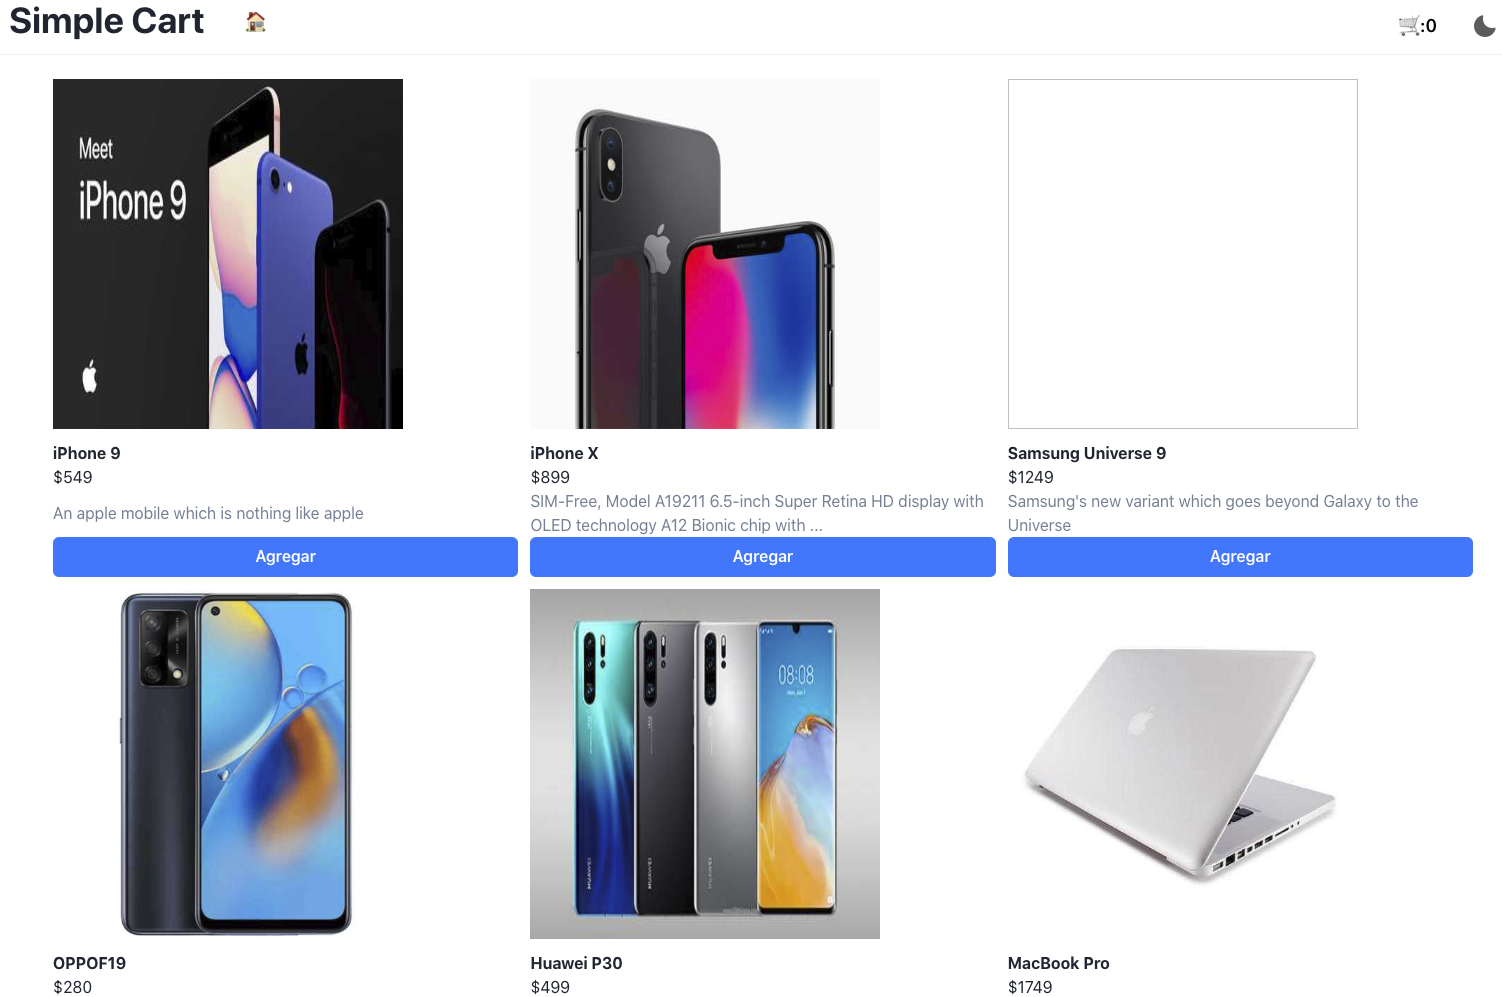 Simple Cart
:0
Meet
iPhone 9
iPhone 9
$549
An apple mobile which is nothing like apple
Agregar
iPhone X
$899
SIM-Free, Model A19211 6.5-inch Super Retina HD display with
OLED technology A12 Bionic chip with ...
Agregar
Samsung Universe 9
$1249
Samsung's new variant which goes beyond Galaxy to the
Universe
Agregar
08:08
HUAWEI
HUAWEI
HUAWEI
OPPOF19
$280
Huawei P30
$499
MacBook Pro
$1749